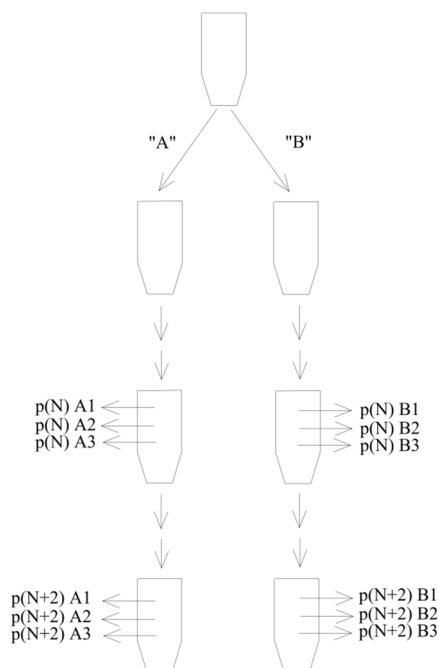 "A" "B"
p(N) A1
p(N) A2
p(N) A3
p(N) B1
p(N) B2
p(N) B3
p(N+2) A1
p(N+2) A2
p(N+2) A3
p(N+2) B1
p(N+2) B2
p(N+2) B3